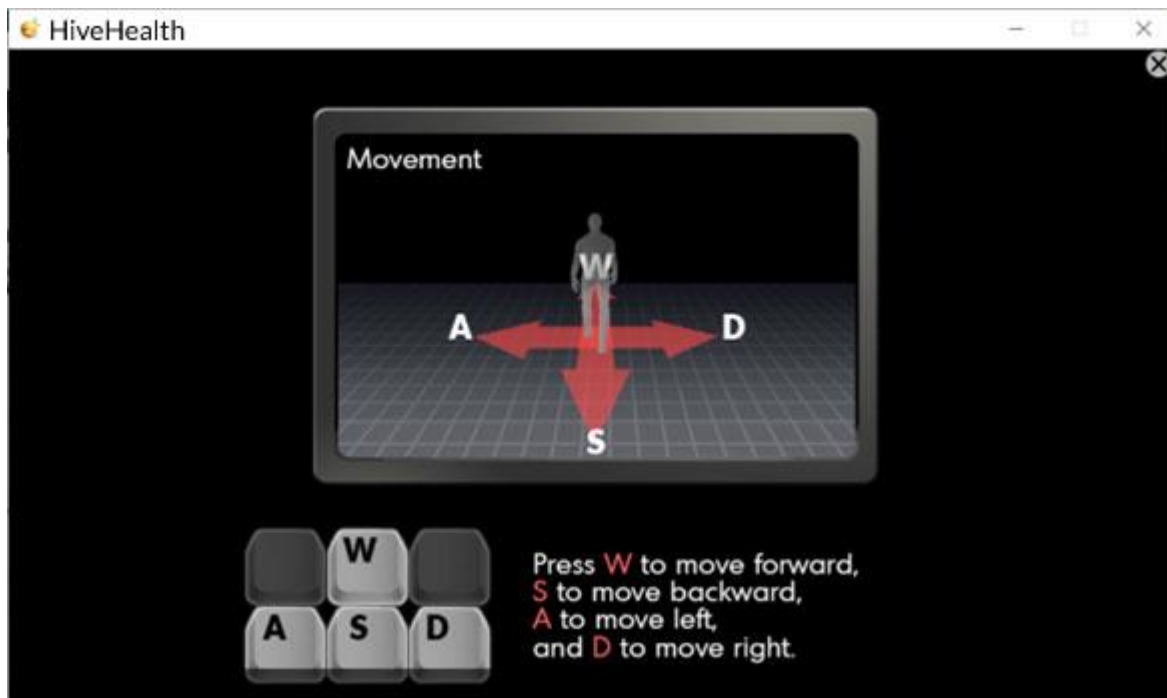 HiveHealth
Movement
W
A
D
S
W
A S D
Press W to move forward,
S to move backward,
A to move left,
and D to move right.